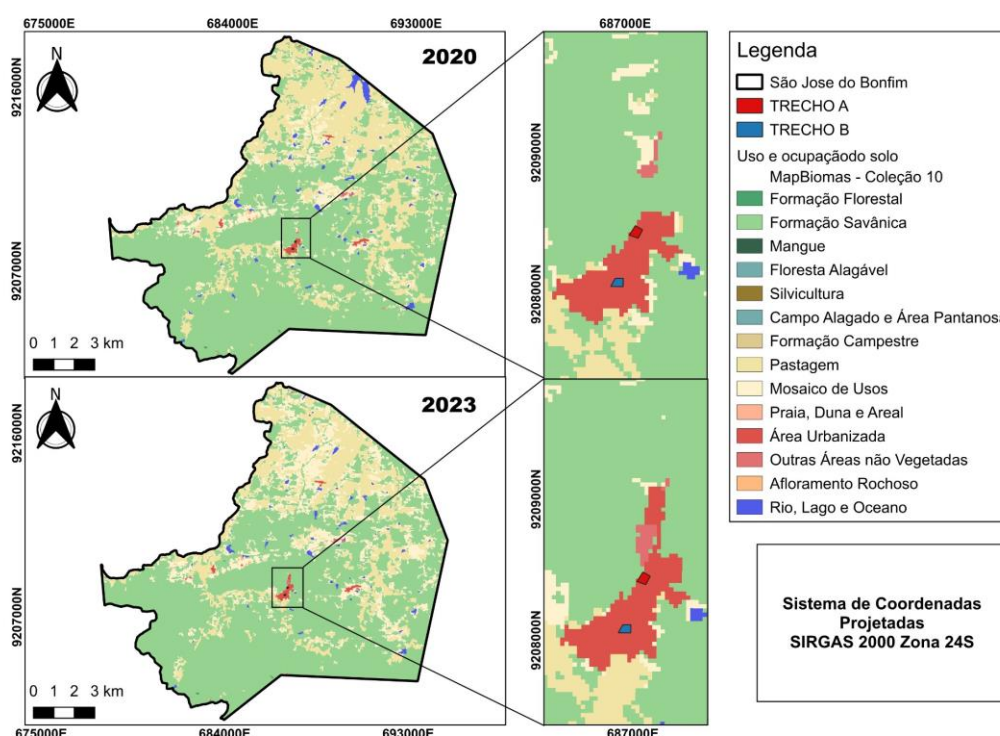 675000E 684000E 693000E 687000E
N
2020
9216000N
9207000N
0 1 2 3 km
9209000N
9208000N
N
2023
9216000N
9207000N
0 1 2 3 km
9209000N
9208000N
675000E 684000E 693000E 687000E
Legenda
São Jose do Bonfim
TRECHO A
TRECHO B
Uso e ocupaçãodo solo
MapBiomas - Coleção 10
Formação Florestal
Formação Savânica
Mangue
Floresta Alagável
Silvicultura
Campo Alagado e Área Pantanosa
Formação Campestre
Pastagem
Mosaico de Usos
Praia, Duna e Areal
Área Urbanizada
Outras Áreas não Vegetadas
Afloramento Rochoso
Rio, Lago e Oceano
Sistema de Coordenadas
Projetadas
SIRGAS 2000 Zona 24S